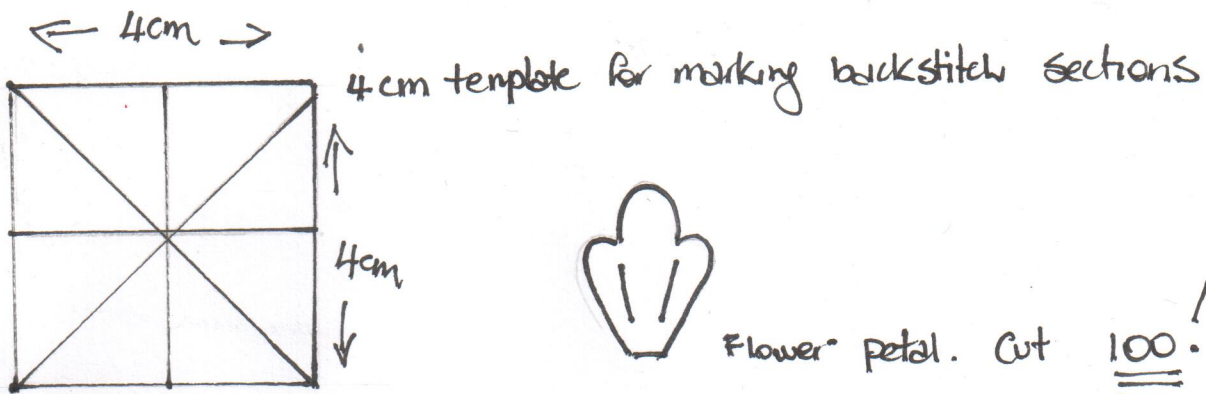 4cm
4cm template for marking backstitch sections
4cm
Flower petal. Cut 100!